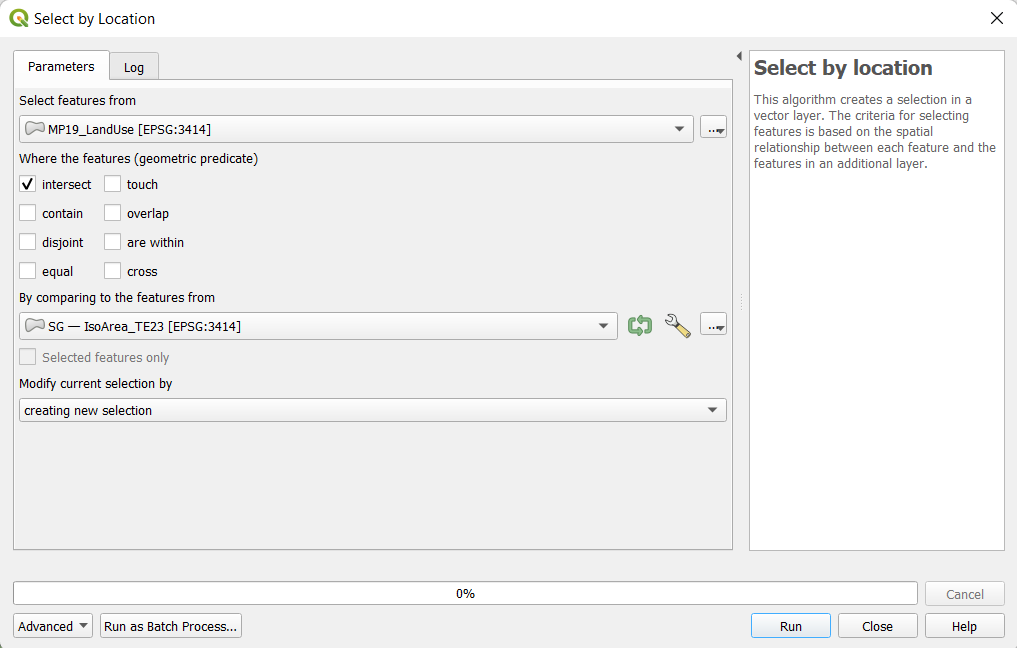 Select by Location
Parameters
Log
Select features from
MP19_LandUse [EPSG:3414]
...
Where the features (geometric predicate)
intersect
touch
contain
overlap
disjoint
are within
equal
cross
By comparing to the features from
SG — IsoArea_TE23 [EPSG:3414]
...
Selected features only
Modify current selection by
creating new selection
Select by location
This algorithm creates a selection in a
vector layer. The criteria for selecting
features is based on the spatial
relationship between each feature and the
features in an additional layer.
0%
Cancel
Advanced
Run as Batch Process...
Run
Close
Help